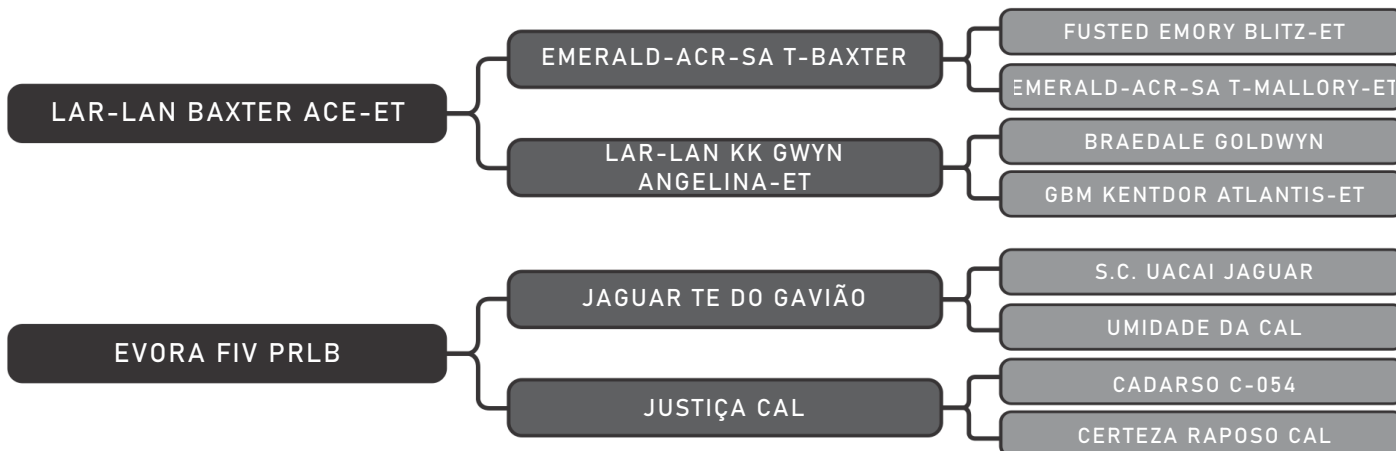 LAR-LAN BAXTER ACE-ET
EMERALD-ACR-SA T-BAXTER
FUSTED EMORY BLITZ-ET
EMERALD-ACR-SA T-MALLORY-ET
LAR-LAN KK GWYN
ANGELINA-ET
BRAEDALE GOLDWYN
GBM KENTDOR ATLANTIS-ET
EVORA FIV PRLB
JAGUAR TE DO GAVIÃO
S.C. UACAI JAGUAR
UMIDADE DA CAL
JUSTIÇA CAL
CADARSO C-054
CERTEZA RAPOSO CAL